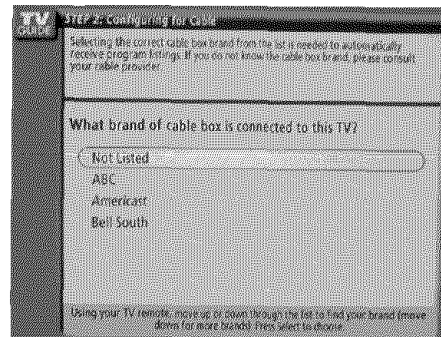 TV
GUIDE
STEP 2: Configuring for Cable
Selecting the correct cable box brand from the list is needed to automatically
receive program listings. If you do not know the cable box brand, please consult
your cable provider.
What brand of cable box is connected to this TV?
Not Listed
ABC
Americast
Bell South
Using your TV remote, move up or down through the list to find your brand (move
down for more brands). Press Select to choose.